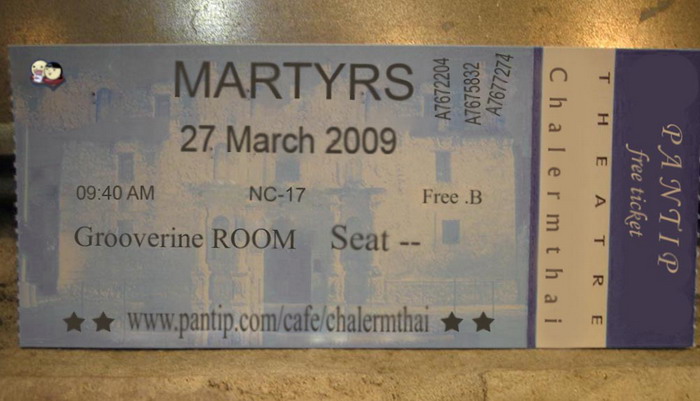 MARTYRS
A7672204
A7675832
A7677274
27 March 2009
09:40 AM NC-17 Free .B
Grooverine ROOM Seat --
★★ www.pantip.com/cafe/chalermthai ★★
Chalermthai
THEATRE
PANTIP
free ticket